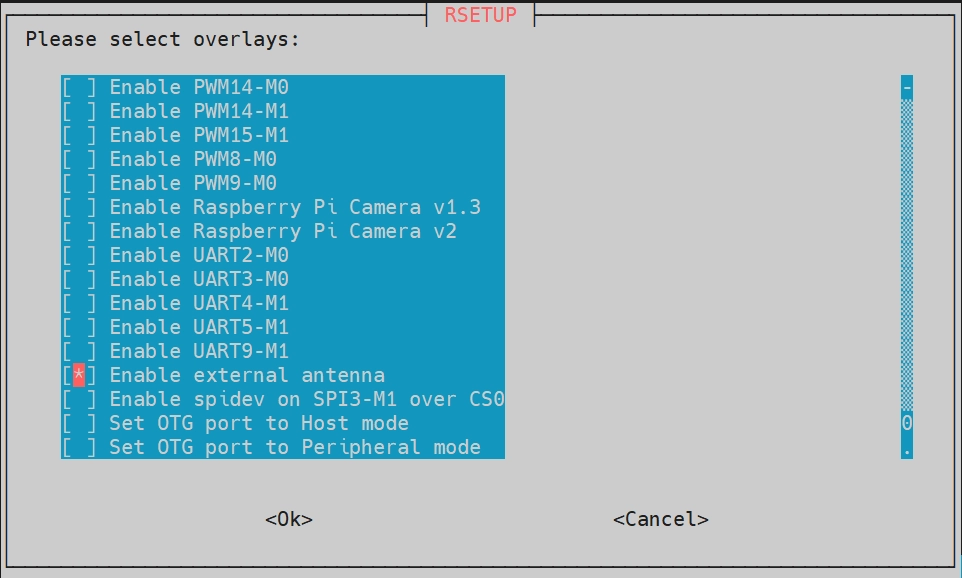 RSETUP
Please select overlays:
[ ] Enable PWM14-M0
[ ] Enable PWM14-M1
[ ] Enable PWM15-M1
[ ] Enable PWM8-M0
[ ] Enable PWM9-M0
[ ] Enable Raspberry Pi Camera v1.3
[ ] Enable Raspberry Pi Camera v2
[ ] Enable UART2-M0
[ ] Enable UART3-M0
[ ] Enable UART4-M1
[ ] Enable UART5-M1
[ ] Enable UART9-M1
[*] Enable external antenna
[ ] Enable spidev on SPI3-M1 over CS0
[ ] Set OTG port to Host mode
[ ] Set OTG port to Peripheral mode
<Ok> <Cancel>